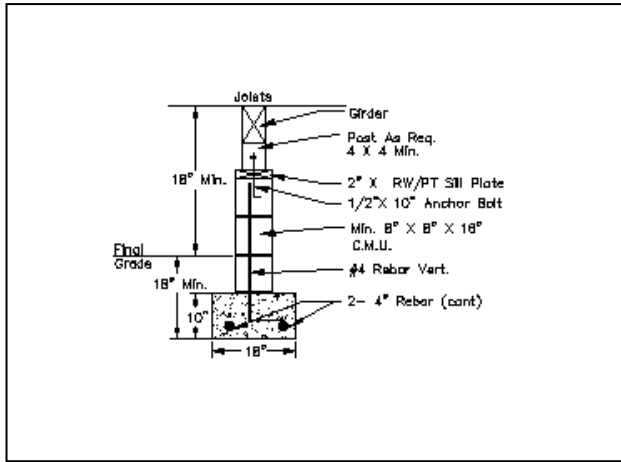 Joists
Girder
Post As Req.
4 X 4 Min.
18" Min.
2" X RW/PT Sill Plate
1/2"X 10" Anchor Bolt
Min. 8" X 8" X 16"
C.M.U.
Final
Grade
#4 Rebar Vert.
18" Min.
2- 4" Rebar (cont)
10"
18"